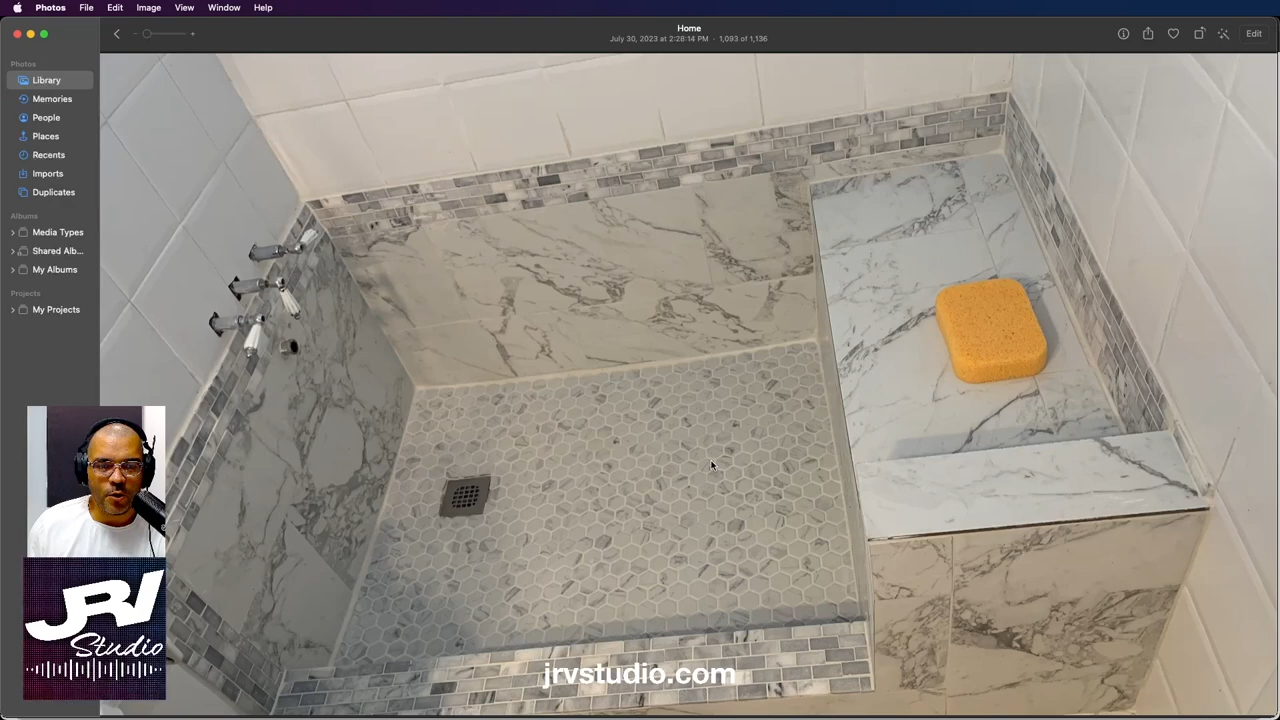 Photos File Edit Image View Window Help
Home
July 30, 2023 at 2:28:14 PM · 1,093 of 1,136
Edit
Photos
Library
Memories
People
Places
Recents
Imports
Duplicates
Albums
Media Types
Shared Alb...
My Albums
Projects
My Projects
JRV
Studio
jrvstudio.com